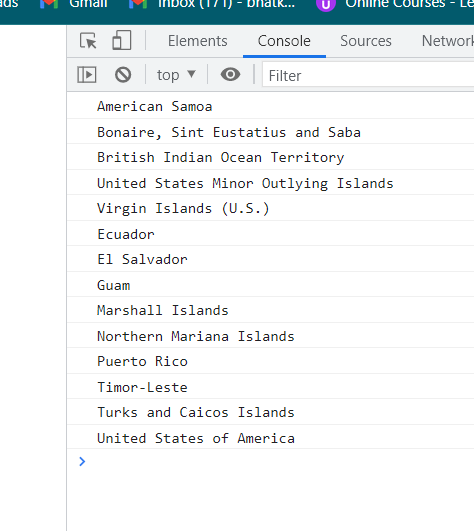 ads Gmail Inbox (171) - bhatk... Online Courses - Le
Elements Console Sources Network
top ▼ Filter
American Samoa
Bonaire, Sint Eustatius and Saba
British Indian Ocean Territory
United States Minor Outlying Islands
Virgin Islands (U.S.)
Ecuador
El Salvador
Guam
Marshall Islands
Northern Mariana Islands
Puerto Rico
Timor-Leste
Turks and Caicos Islands
United States of America